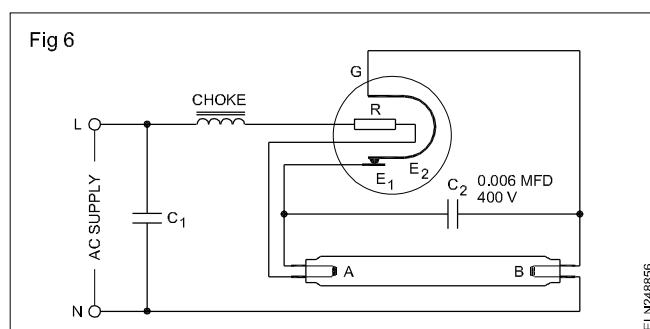 Fig 6
G
CHOKE
R
L
E1
E2
C2
0.006 MFD
400 V
AC SUPPLY
C1
A
B
N
ELN248856